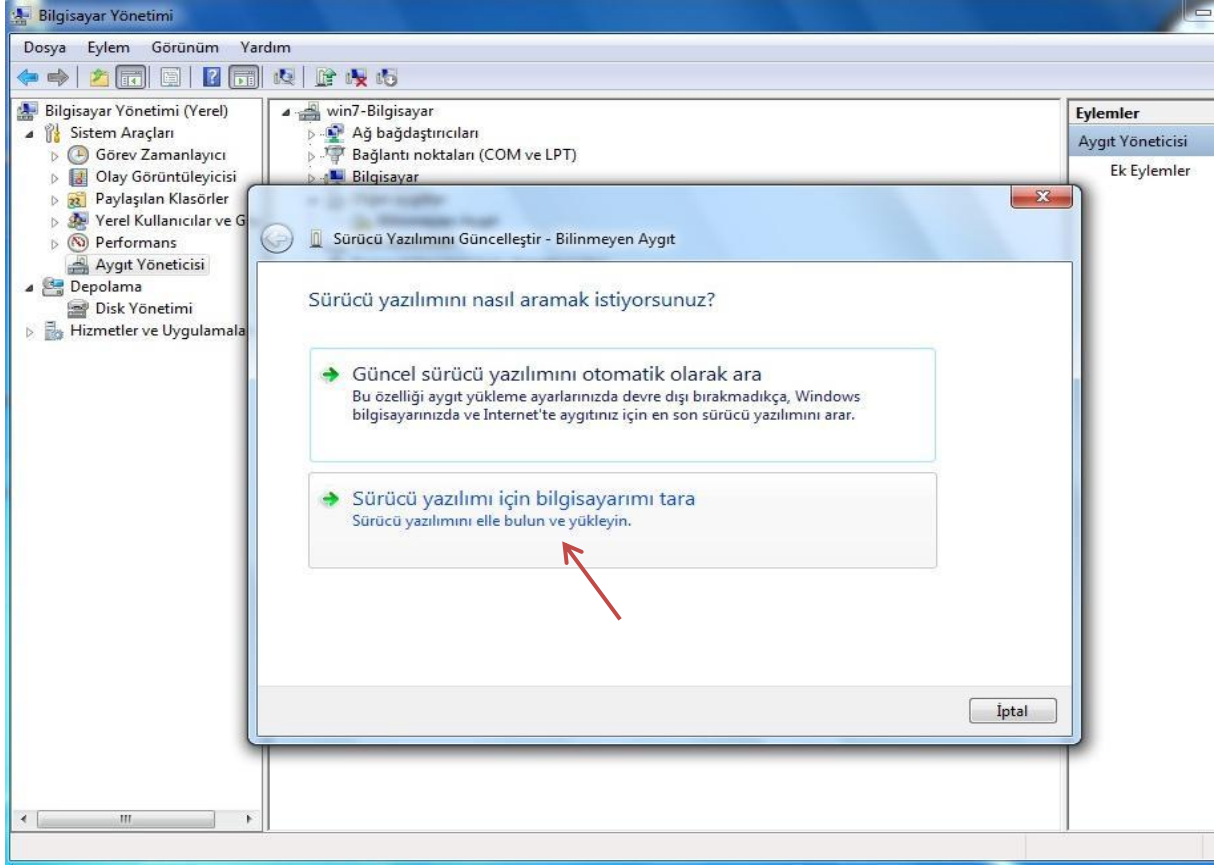 Bilgisayar Yönetimi
Dosya Eylem Görünüm Yardım
Bilgisayar Yönetimi (Yerel)
Sistem Araçları
Görev Zamanlayıcı
Olay Görüntüleyicisi
Paylaşılan Klasörler
Yerel Kullanıcılar ve G
Performans
Aygıt Yöneticisi
Depolama
Disk Yönetimi
Hizmetler ve Uygulamala
win7-Bilgisayar
Ağ bağdaştırıcıları
Bağlantı noktaları (COM ve LPT)
Bilgisayar
Eylemler
Aygıt Yöneticisi
Ek Eylemler
Sürücü Yazılımını Güncelleştir - Bilinmeyen Aygıt
Sürücü yazılımını nasıl aramak istiyorsunuz?
Güncel sürücü yazılımını otomatik olarak ara
Bu özelliği aygıt yükleme ayarlarınızda devre dışı bırakmadıkça, Windows
bilgisayarınızda ve Internet'te aygıtınız için en son sürücü yazılımını arar.
Sürücü yazılımı için bilgisayarımı tara
Sürücü yazılımını elle bulun ve yükleyin.
İptal